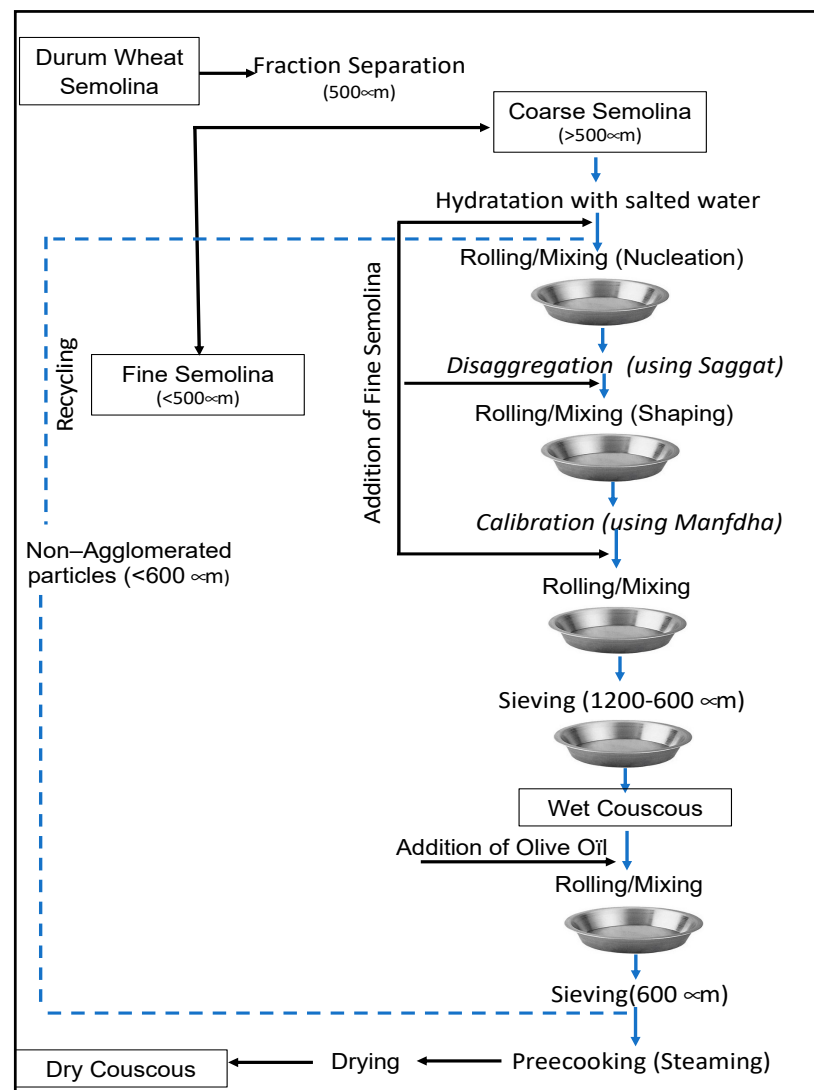 Durum Wheat
Semolina
Fraction Separation
(500∝m)
Coarse Semolina
(>500∝m)
Hydratation with salted water
Rolling/Mixing (Nucleation)
Disaggregation (using Saggat)
Fine Semolina
(<500∝m)
Recycling
Addition of Fine Semolina
Rolling/Mixing (Shaping)
Calibration (using Manfdha)
Non–Agglomerated
particles (<600 ∝m)
Rolling/Mixing
Sieving (1200-600 ∝m)
Wet Couscous
Addition of Olive Oïl
Rolling/Mixing
Sieving(600 ∝m)
Preecooking (Steaming)
Drying
Dry Couscous